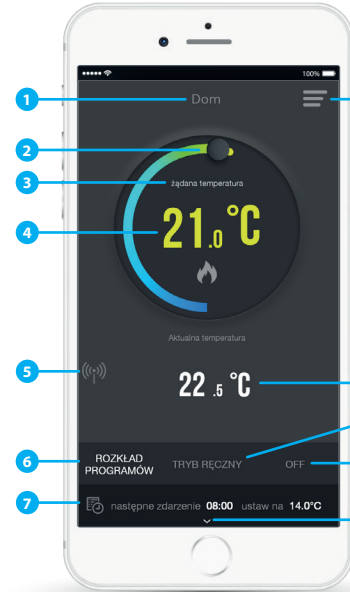 100%
1
Dom
2
3
żądana temperatura
4
21.0°C
Aktualna temperatura
5
22.5°C
6
ROZKŁAD
PROGRAMÓW
TRYB RĘCZNY
OFF
7
następne zdarzenie 08:00 ustaw na 14.0°C